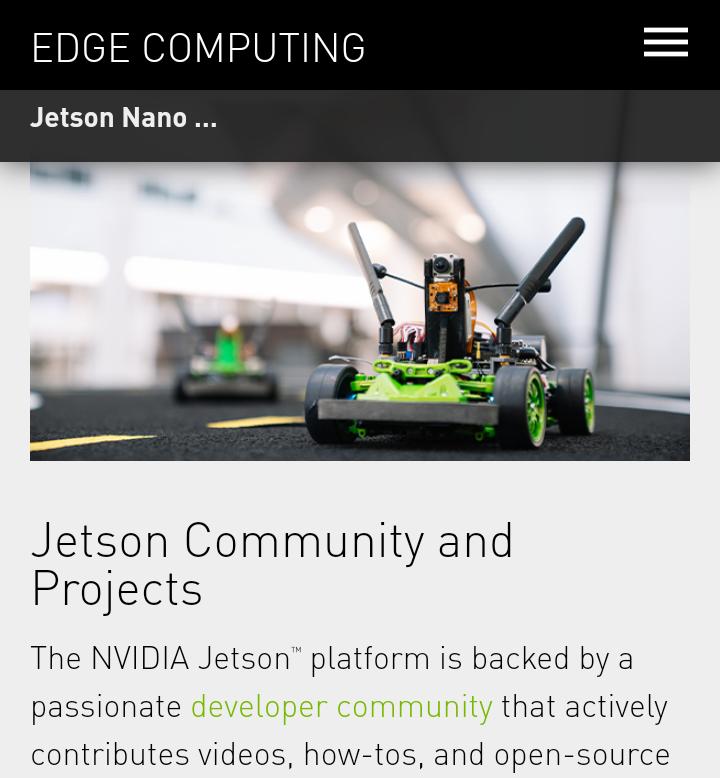 EDGE COMPUTING
Jetson Nano ...
Jetson Community and
Projects
The NVIDIA Jetson™ platform is backed by a
passionate developer community that actively
contributes videos, how-tos, and open-source